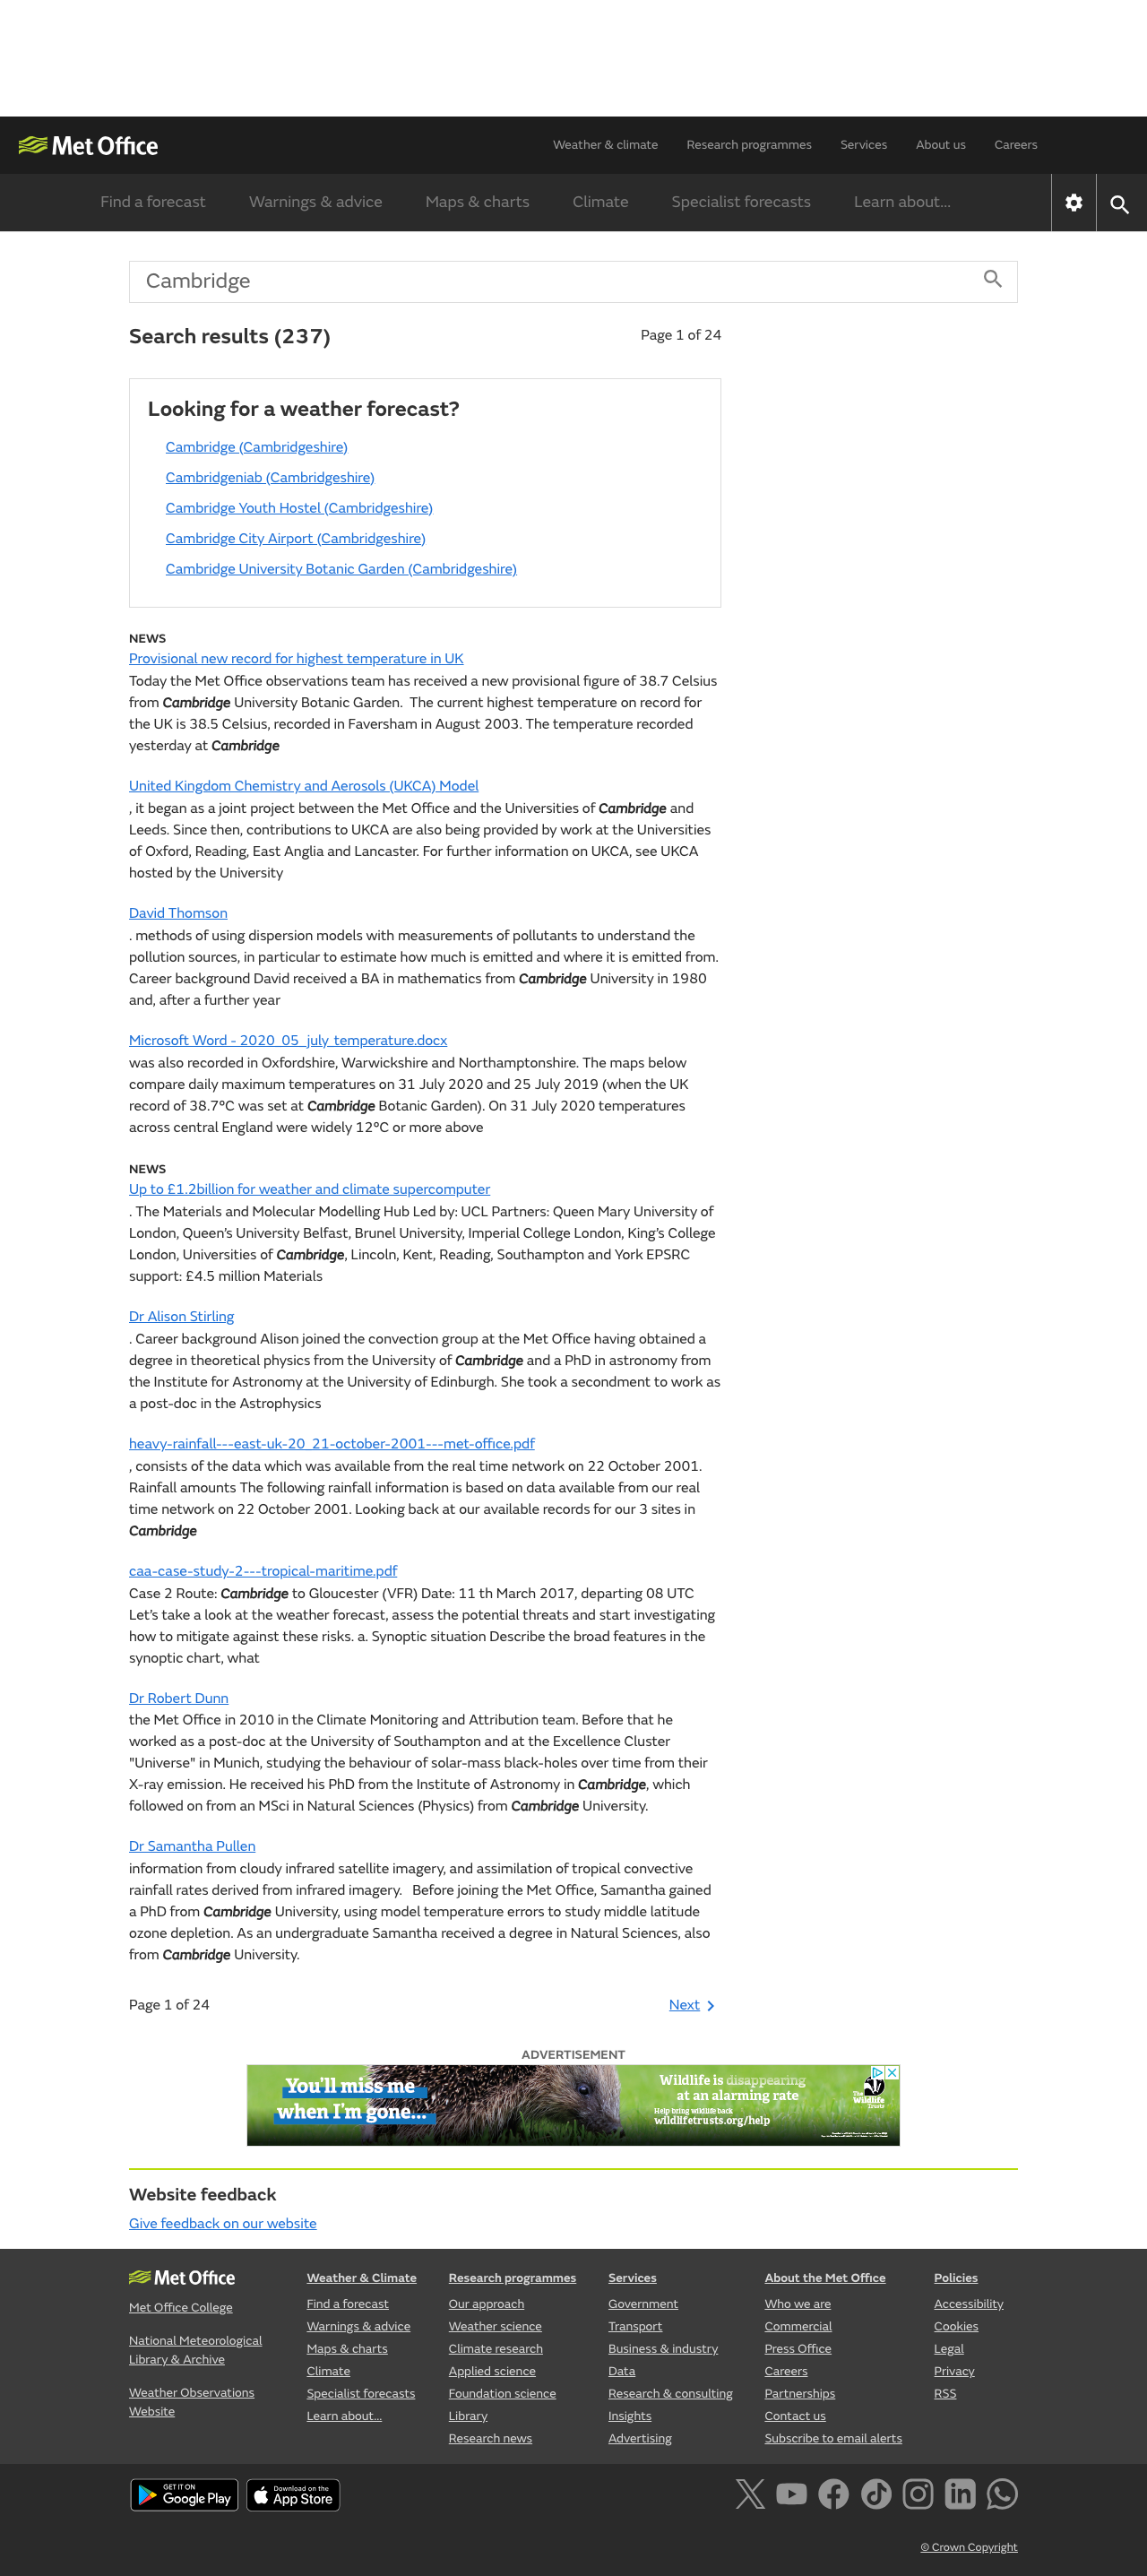 Met Office
Weather & climate
Research programmes
Services
About us
Careers
Find a forecast
Warnings & advice
Maps & charts
Climate
Specialist forecasts
Learn about...
Cambridge
Search results (237)
Page 1 of 24
Looking for a weather forecast?
Cambridge (Cambridgeshire)
Cambridgeniab (Cambridgeshire)
Cambridge Youth Hostel (Cambridgeshire)
Cambridge City Airport (Cambridgeshire)
Cambridge University Botanic Garden (Cambridgeshire)
NEWS
Provisional new record for highest temperature in UK
Today the Met Office observations team has received a new provisional figure of 38.7 Celsius
from Cambridge University Botanic Garden.  The current highest temperature on record for
the UK is 38.5 Celsius, recorded in Faversham in August 2003. The temperature recorded
yesterday at Cambridge
United Kingdom Chemistry and Aerosols (UKCA) Model
, it began as a joint project between the Met Office and the Universities of Cambridge and
Leeds. Since then, contributions to UKCA are also being provided by work at the Universities
of Oxford, Reading, East Anglia and Lancaster. For further information on UKCA, see UKCA
hosted by the University
David Thomson
. methods of using dispersion models with measurements of pollutants to understand the
pollution sources, in particular to estimate how much is emitted and where it is emitted from.
Career background David received a BA in mathematics from Cambridge University in 1980
and, after a further year
Microsoft Word - 2020_05_july_temperature.docx
was also recorded in Oxfordshire, Warwickshire and Northamptonshire. The maps below
compare daily maximum temperatures on 31 July 2020 and 25 July 2019 (when the UK
record of 38.7°C was set at Cambridge Botanic Garden). On 31 July 2020 temperatures
across central England were widely 12°C or more above
NEWS
Up to £1.2billion for weather and climate supercomputer
. The Materials and Molecular Modelling Hub Led by: UCL Partners: Queen Mary University of
London, Queen's University Belfast, Brunel University, Imperial College London, King's College
London, Universities of Cambridge, Lincoln, Kent, Reading, Southampton and York EPSRC
support: £4.5 million Materials
Dr Alison Stirling
. Career background Alison joined the convection group at the Met Office having obtained a
degree in theoretical physics from the University of Cambridge and a PhD in astronomy from
the Institute for Astronomy at the University of Edinburgh. She took a secondment to work as
a post-doc in the Astrophysics
heavy-rainfall---east-uk-20_21-october-2001---met-office.pdf
, consists of the data which was available from the real time network on 22 October 2001.
Rainfall amounts The following rainfall information is based on data available from our real
time network on 22 October 2001. Looking back at our available records for our 3 sites in
Cambridge
caa-case-study-2---tropical-maritime.pdf
Case 2 Route: Cambridge to Gloucester (VFR) Date: 11 th March 2017, departing 08 UTC
Let's take a look at the weather forecast, assess the potential threats and start investigating
how to mitigate against these risks. a. Synoptic situation Describe the broad features in the
synoptic chart, what
Dr Robert Dunn
the Met Office in 2010 in the Climate Monitoring and Attribution team. Before that he
worked as a post-doc at the University of Southampton and at the Excellence Cluster
"Universe" in Munich, studying the behaviour of solar-mass black-holes over time from their
X-ray emission. He received his PhD from the Institute of Astronomy in Cambridge, which
followed on from an MSci in Natural Sciences (Physics) from Cambridge University.
Dr Samantha Pullen
information from cloudy infrared satellite imagery, and assimilation of tropical convective
rainfall rates derived from infrared imagery.   Before joining the Met Office, Samantha gained
a PhD from Cambridge University, using model temperature errors to study middle latitude
ozone depletion. As an undergraduate Samantha received a degree in Natural Sciences, also
from Cambridge University.
Page 1 of 24
Next
ADVERTISEMENT
You'll miss me
when I'm gone...
Wildlife is disappearing
at an alarming rate
Help bring wildlife back
wildlifetrusts.org/help
The
Wildlife
Trusts
Website feedback
Give feedback on our website
Met Office
Met Office College
National Meteorological
Library & Archive
Weather Observations
Website
Weather & Climate
Find a forecast
Warnings & advice
Maps & charts
Climate
Specialist forecasts
Learn about...
Research programmes
Our approach
Weather science
Climate research
Applied science
Foundation science
Library
Research news
Services
Government
Transport
Business & industry
Data
Research & consulting
Insights
Advertising
About the Met Office
Who we are
Commercial
Press Office
Careers
Partnerships
Contact us
Subscribe to email alerts
Policies
Accessibility
Cookies
Legal
Privacy
RSS
GET IT ON
Google Play
Download on the
App Store
© Crown Copyright